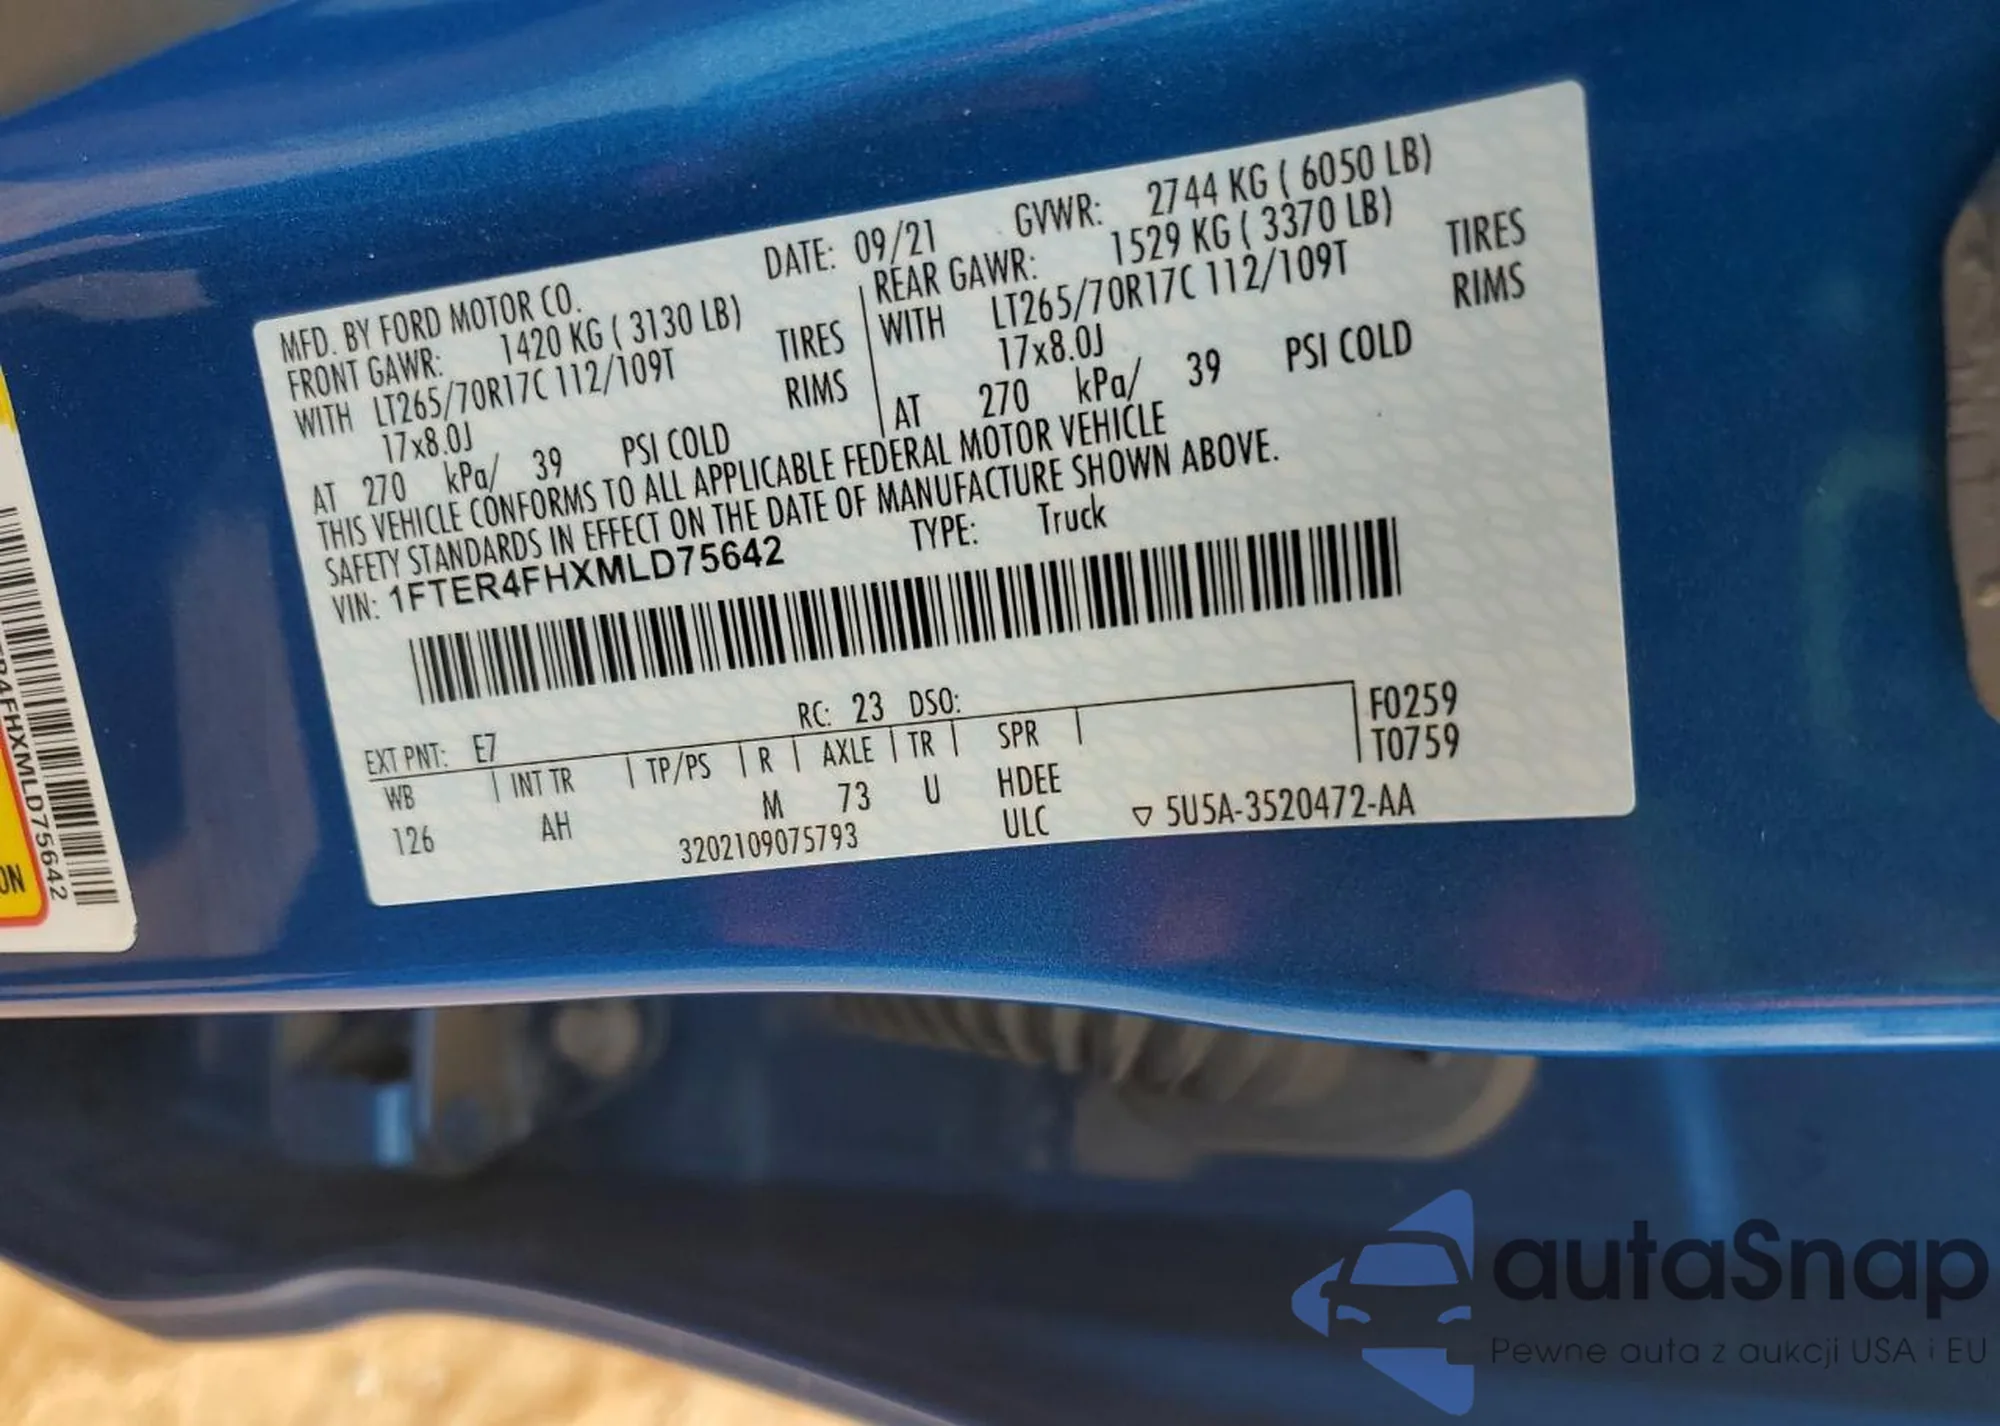 MFD. BY FORD MOTOR CO. DATE: 09/21 GVWR: 2744 KG ( 6050 LB)
FRONT GAWR: 1420 KG ( 3130 LB) REAR GAWR: 1529 KG ( 3370 LB)
WITH LT265/70R17C 112/109T TIRES WITH LT265/70R17C 112/109T TIRES
17x8.0J RIMS 17x8.0J RIMS
AT 270 kPa/ 39 PSI COLD AT 270 kPa/ 39 PSI COLD
THIS VEHICLE CONFORMS TO ALL APPLICABLE FEDERAL MOTOR VEHICLE
SAFETY STANDARDS IN EFFECT ON THE DATE OF MANUFACTURE SHOWN ABOVE.
VIN: 1FTER4FHXMLD75642 TYPE: Truck
EXT PNT: E7 RC: 23 DSO: F0259
WB INT TR TP/PS R AXLE TR SPR T0759
126 AH M 73 U HDEE
3202109075793 ULC ▽ 5U5A-3520472-AA
R4FHXMLD75642
ON
autaSnap
Pewne auta z aukcji USA i EU